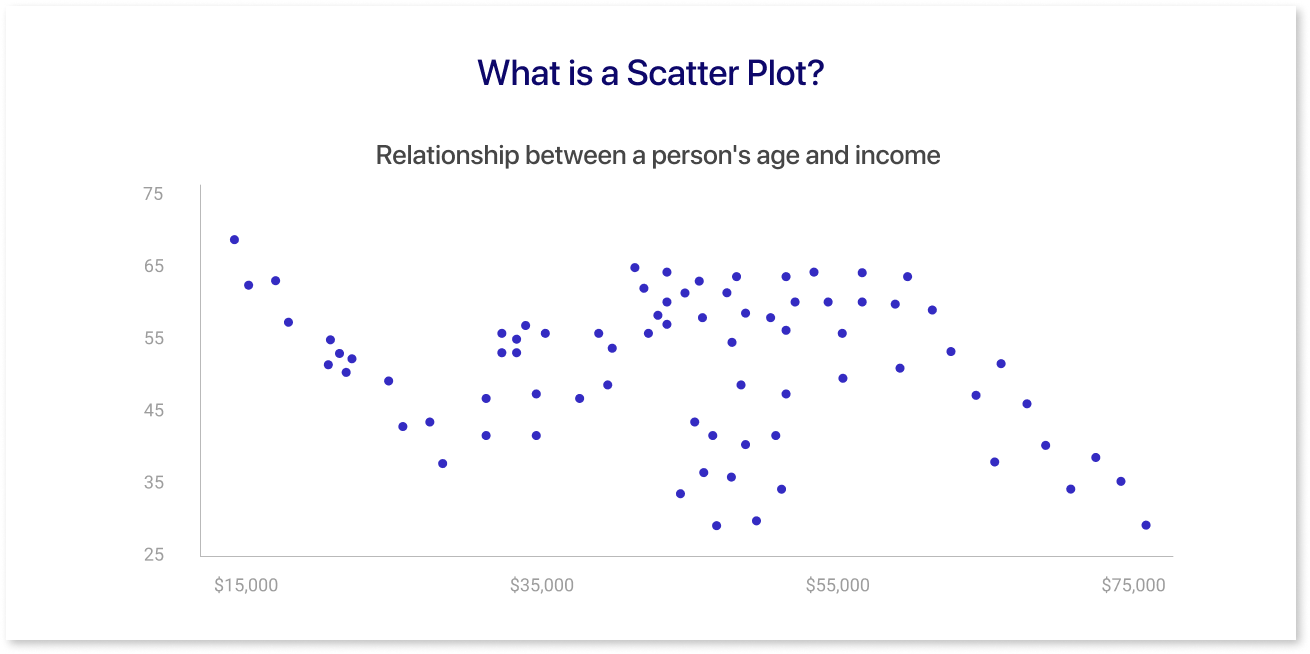 What is a Scatter Plot?
Relationship between a person's age and income
75
65
55
45
35
25
$15,000 $35,000 $55,000 $75,000